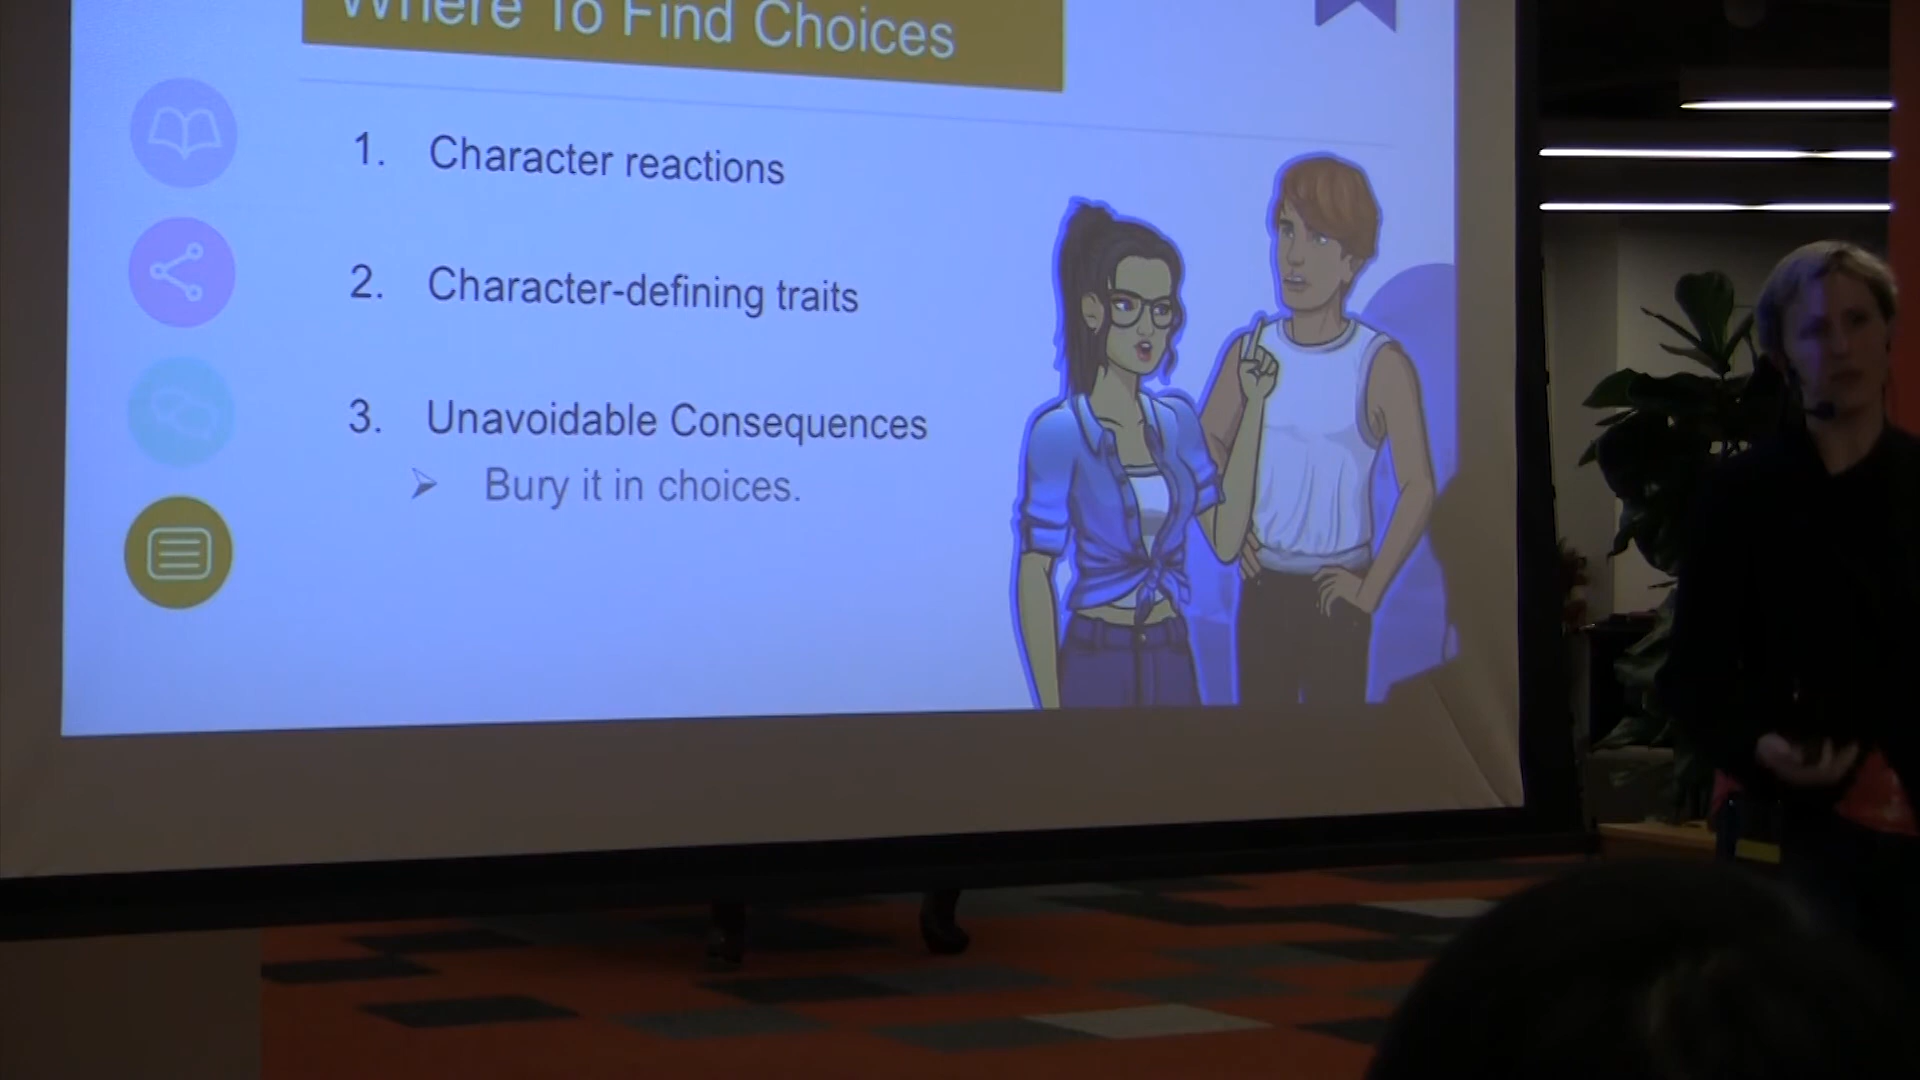 Where To Find Choices
1. Character reactions
2. Character-defining traits
3. Unavoidable Consequences
➢ Bury it in choices.